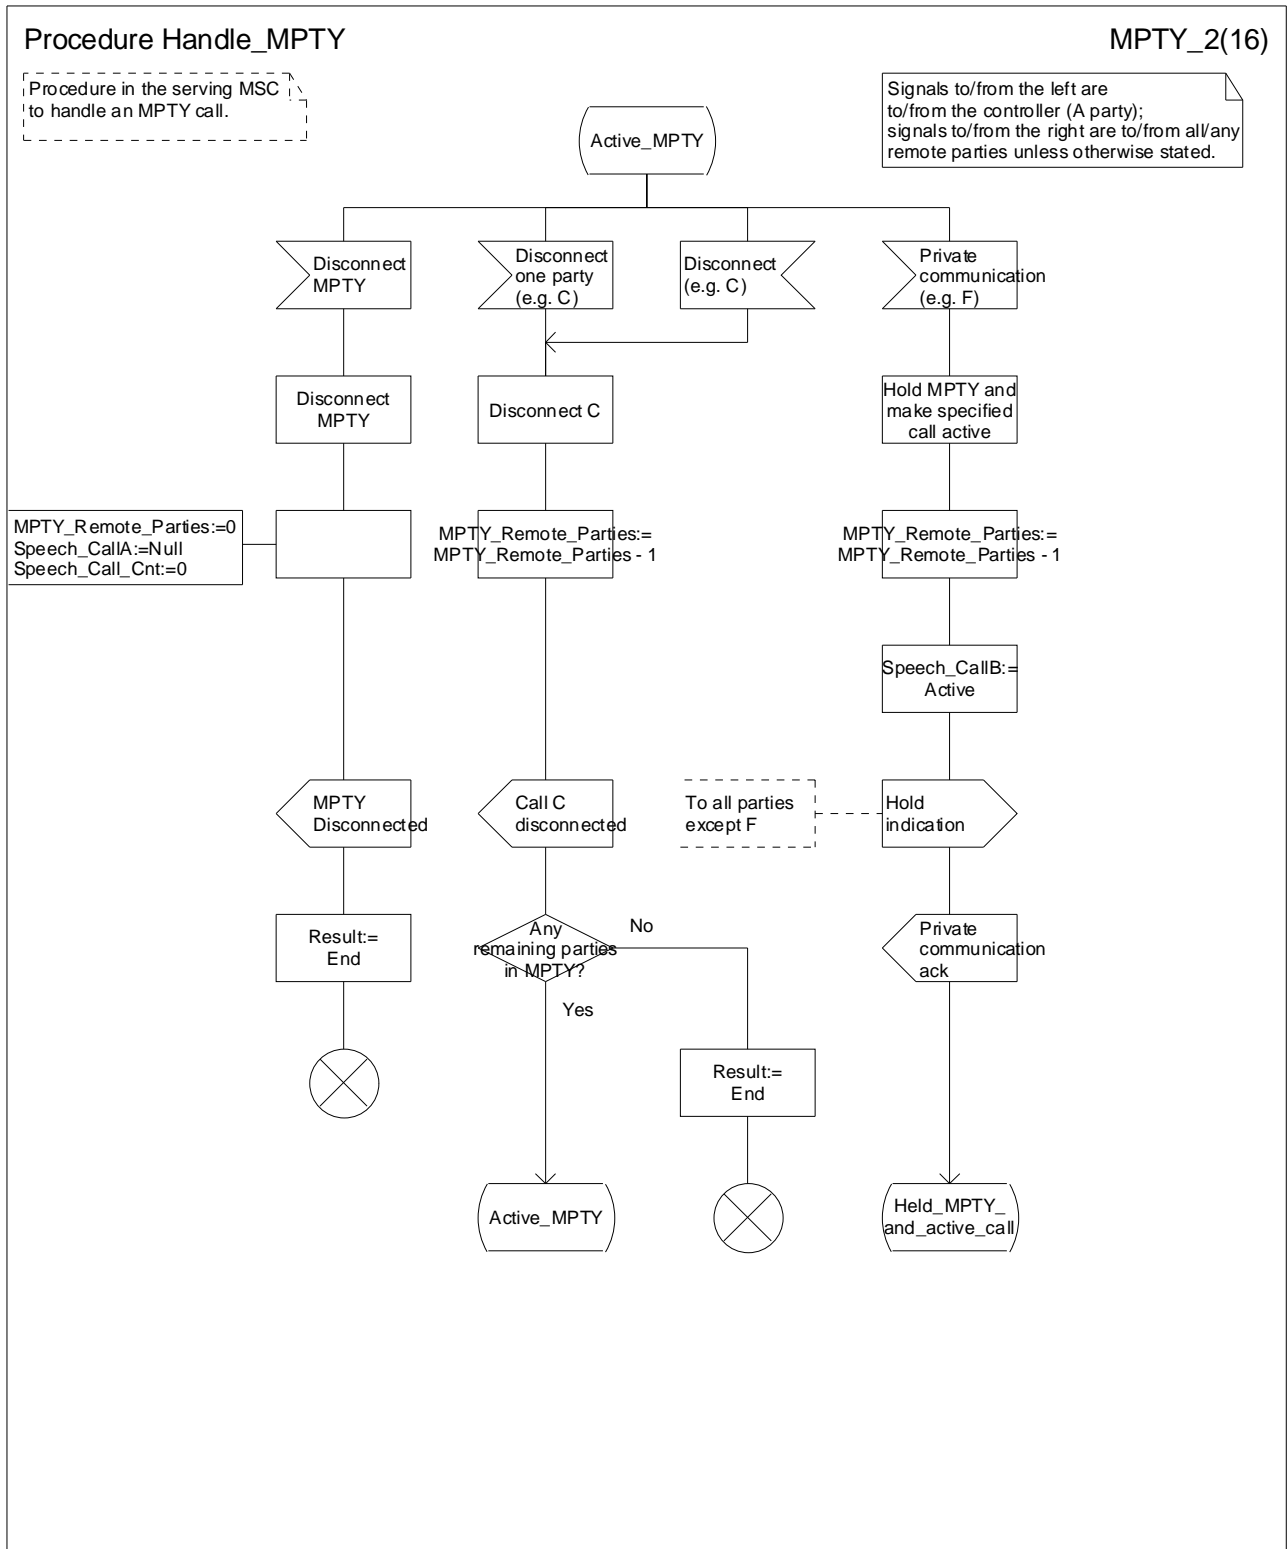 Procedure Handle_MPTY
MPTY_2(16)
Procedure in the serving MSC
to handle an MPTY call.
Signals to/from the left are
to/from the controller (A party);
signals to/from the right are to/from all/any
remote parties unless otherwise stated.
Active_MPTY
Disconnect
MPTY
Disconnect
one party
(e.g. C)
Disconnect
(e.g. C)
Private
communication
(e.g. F)
Disconnect
MPTY
Disconnect C
Hold MPTY and
make specified
call active
MPTY_Remote_Parties:=0
Speech_CallA:=Null
Speech_Call_Cnt:=0
MPTY_Remote_Parties:=
MPTY_Remote_Parties - 1
MPTY_Remote_Parties:=
MPTY_Remote_Parties - 1
Speech_CallB:=
Active
MPTY
Disconnected
Call C
disconnected
To all parties
except F
Hold
indication
Result:=
End
Any
remaining parties
in MPTY?
No
Yes
Private
communication
ack
Result:=
End
Active_MPTY
Held_MPTY_
and_active_call